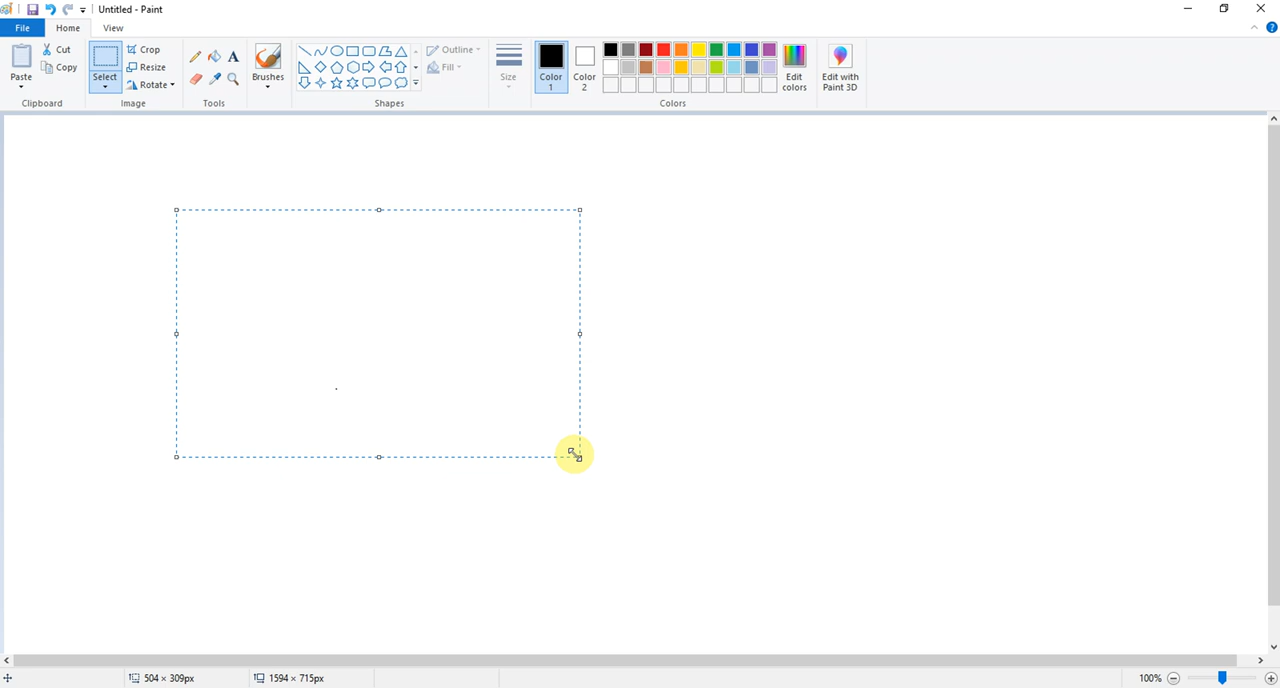 Untitled - Paint
File Home View
Paste
Cut
Copy
Clipboard
Select
Crop
Resize
Rotate
Image
A
Tools
Brushes
Shapes
Outline
Fill
Size
Color
1
Color
2
Edit
colors
Edit with
Paint 3D
Colors
504 × 309px 1594 × 715px 100%